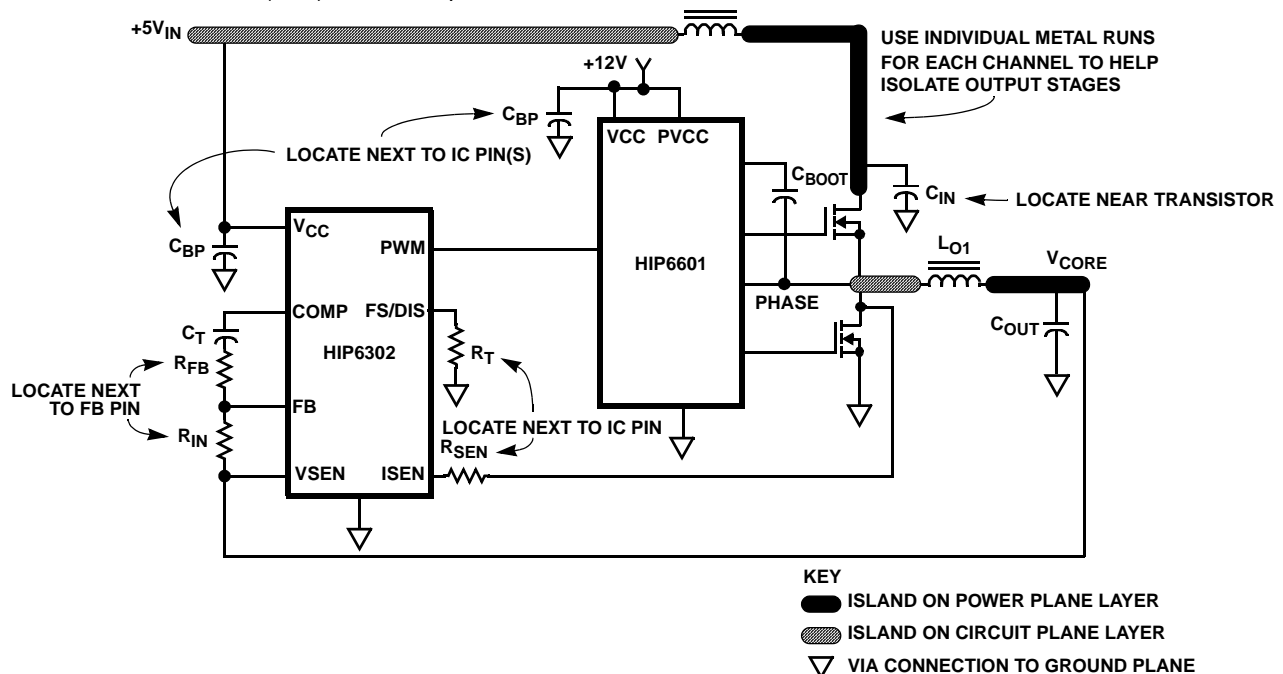 +5VIN
+12V
USE INDIVIDUAL METAL RUNS
FOR EACH CHANNEL TO HELP
ISOLATE OUTPUT STAGES
CBP
VCC PVCC
LOCATE NEXT TO IC PIN(S)
CBOOT
CIN
LOCATE NEAR TRANSISTOR
VCC
CBP
PWM
HIP6601
LO1
VCORE
PHASE
COMP
FS/DIS
CT
HIP6302
RT
COUT
RFB
LOCATE NEXT
TO FB PIN
FB
RIN
LOCATE NEXT TO IC PIN
RSEN
VSEN
ISEN
KEY
ISLAND ON POWER PLANE LAYER
ISLAND ON CIRCUIT PLANE LAYER
VIA CONNECTION TO GROUND PLANE